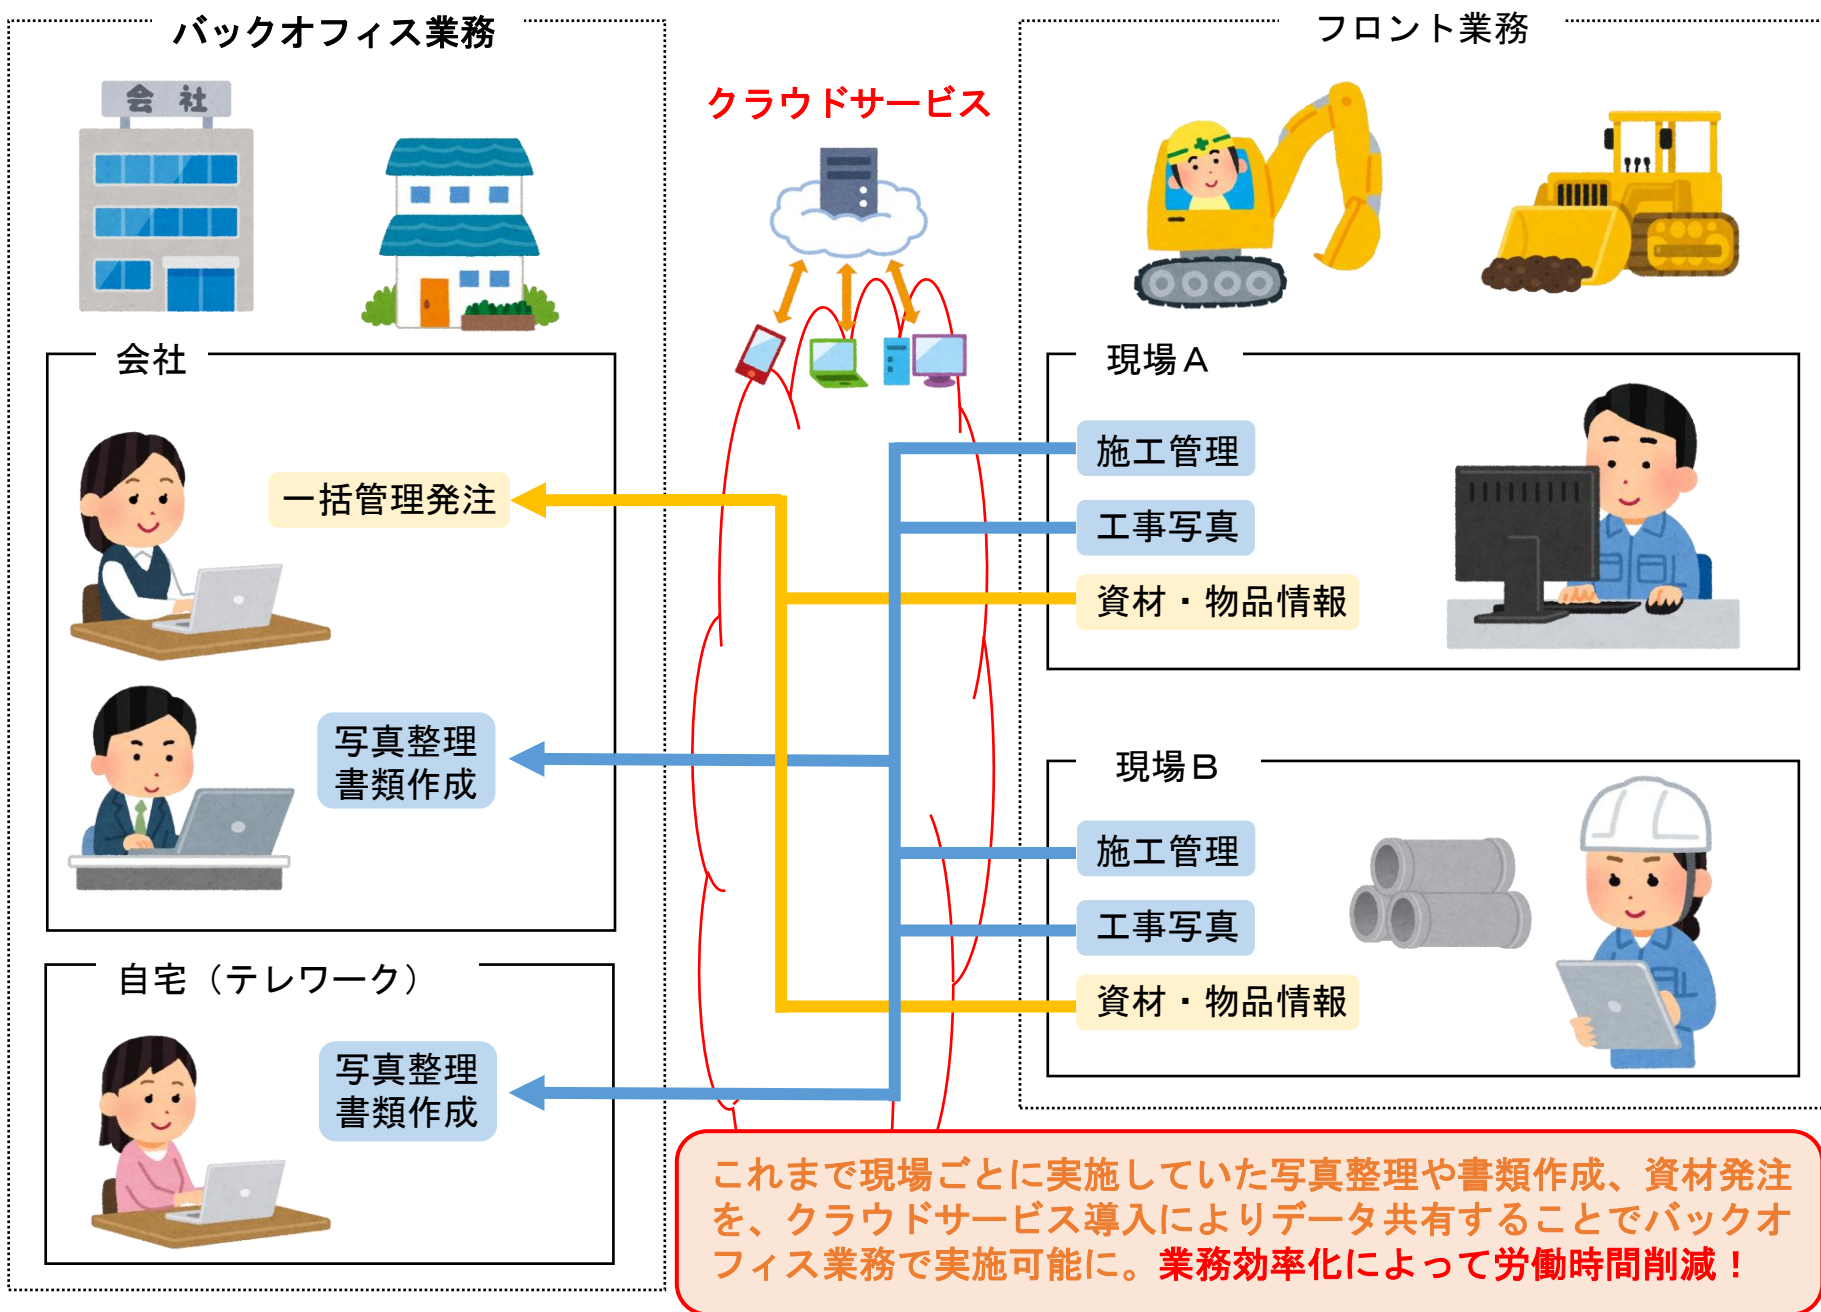 バックオフィス業務
会社
会社
一括管理発注
写真整理
書類作成
自宅（テレワーク）
写真整理
書類作成
クラウドサービス
フロント業務
現場Ａ
施工管理
工事写真
資材・物品情報
現場Ｂ
施工管理
工事写真
資材・物品情報
これまで現場ごとに実施していた写真整理や書類作成、資材発注
を、クラウドサービス導入によりデータ共有することでバックオ
フィス業務で実施可能に。業務効率化によって労働時間削減！